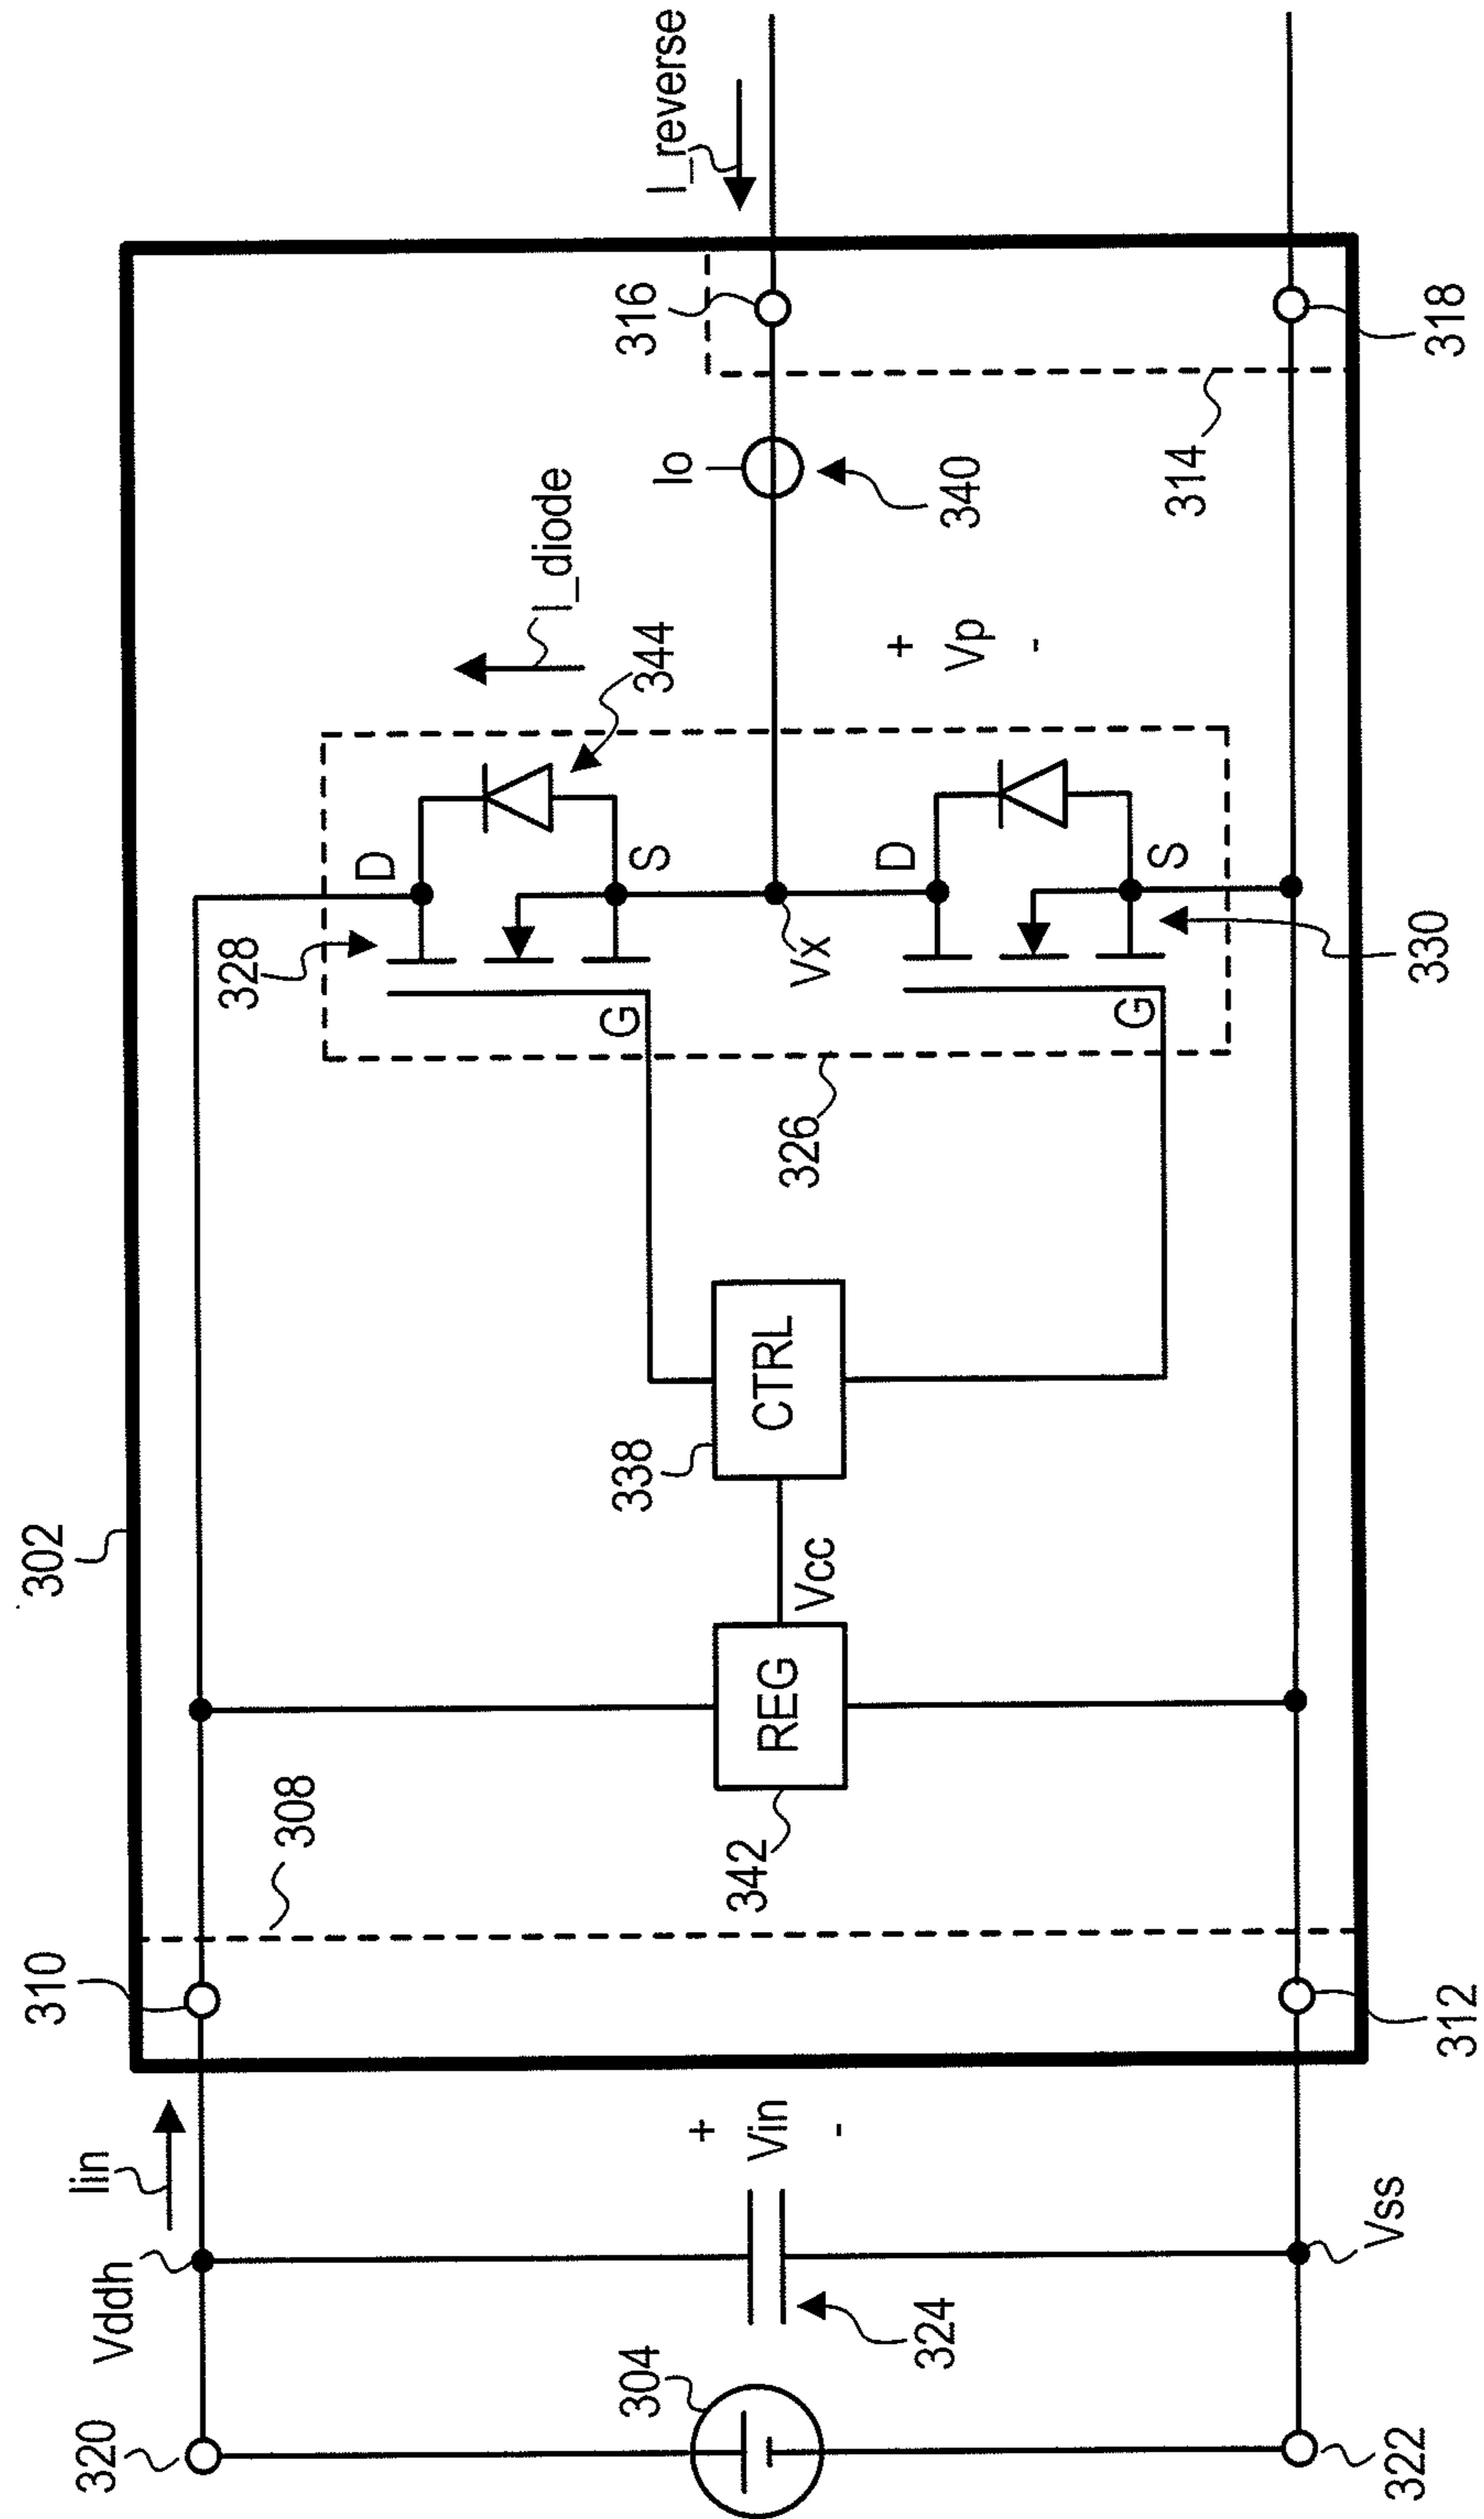 302
320
Vddh
Iin
310
308
328
D
I_diode
I_reverse
G
S
344
Io
316
304
+
Vin
-
324
342
REG
Vcc
338
CTRL
326
Vx
D
+
Vp
-
340
314
G
S
322
Vss
312
330
318